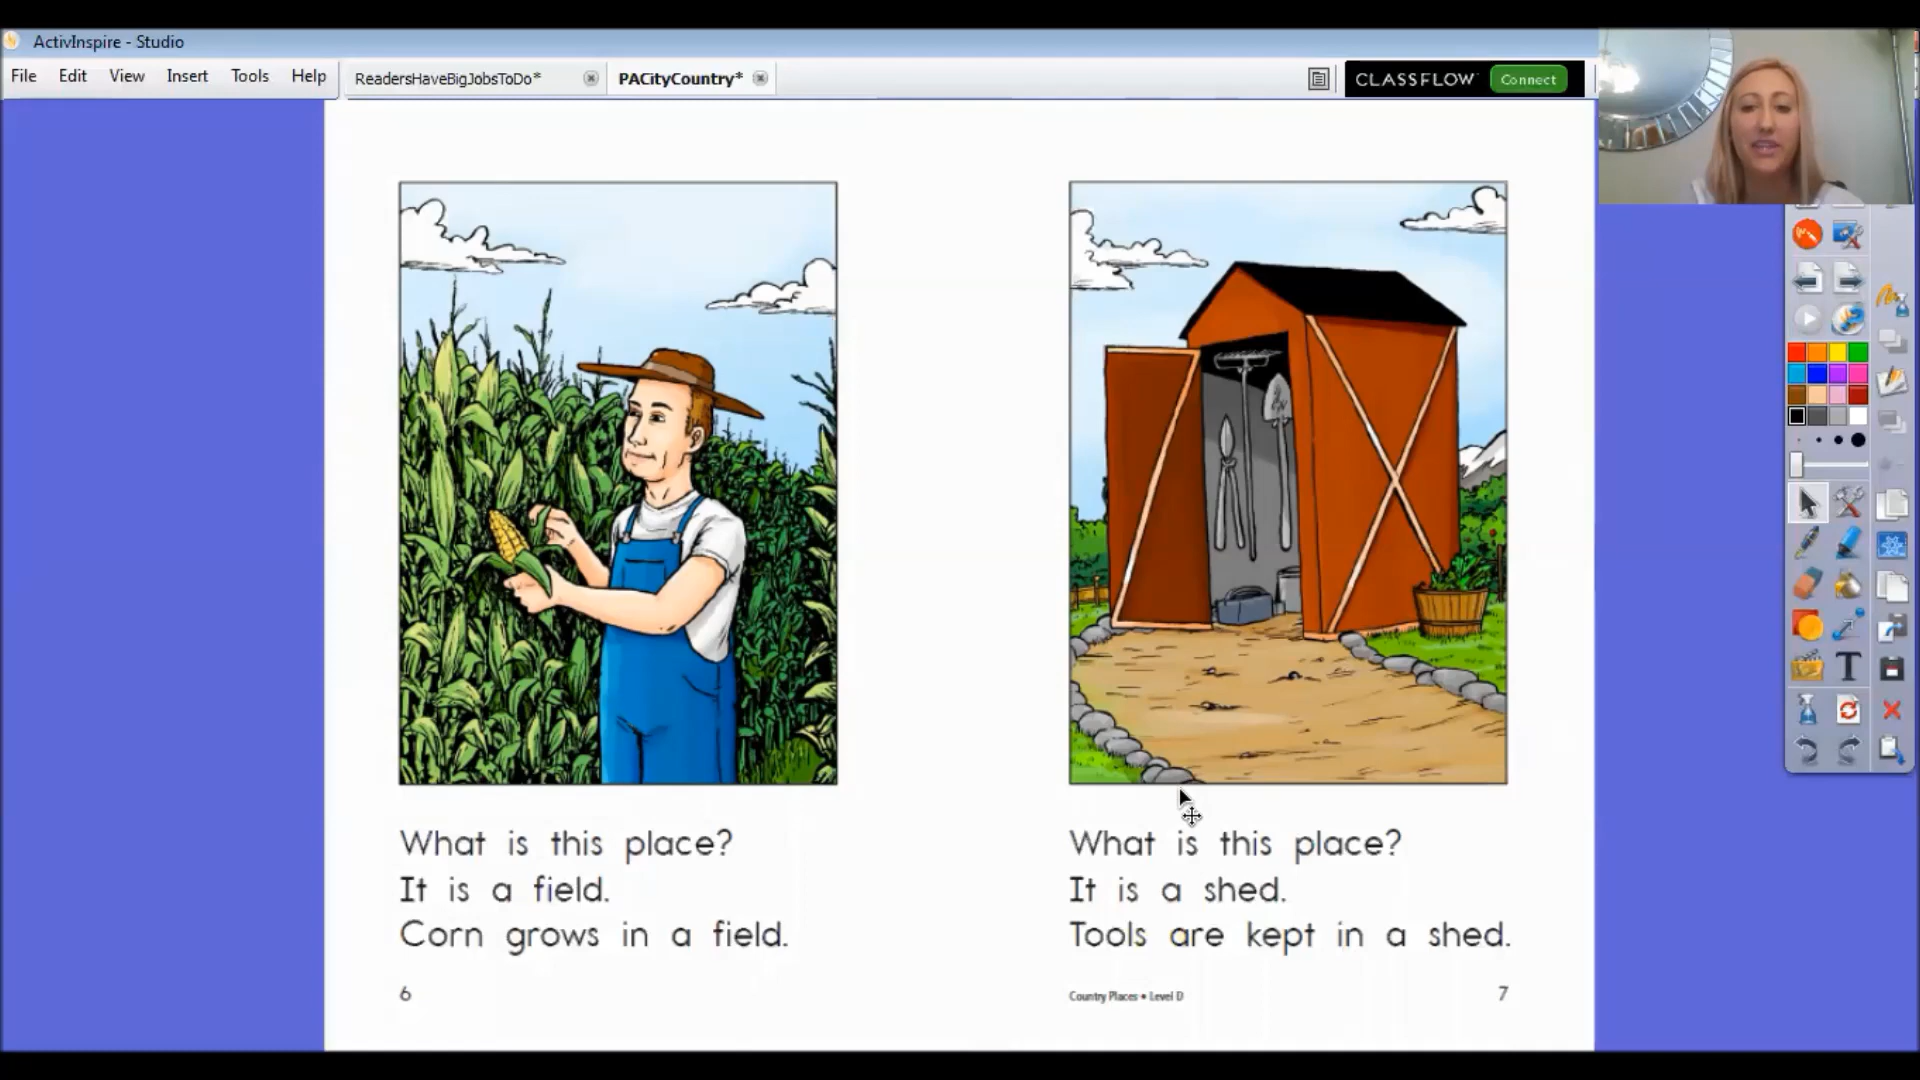 ActivInspire - Studio
File Edit View Insert Tools Help
ReadersHaveBigJobsToDo*
PACityCountry*
CLASSFLOW
Connect
What is this place?
It is a field.
Corn grows in a field.
6
What is this place?
It is a shed.
Tools are kept in a shed.
Country Places • Level D
7